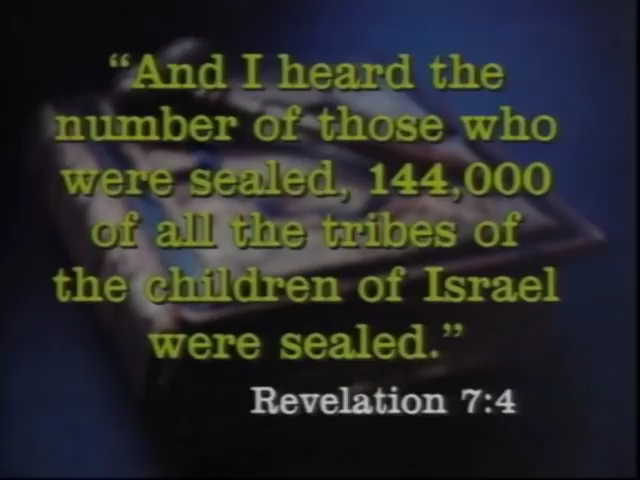 “And I heard the
number of those who
were sealed, 144,000
of all the tribes of
the children of Israel
were sealed.”
Revelation 7:4